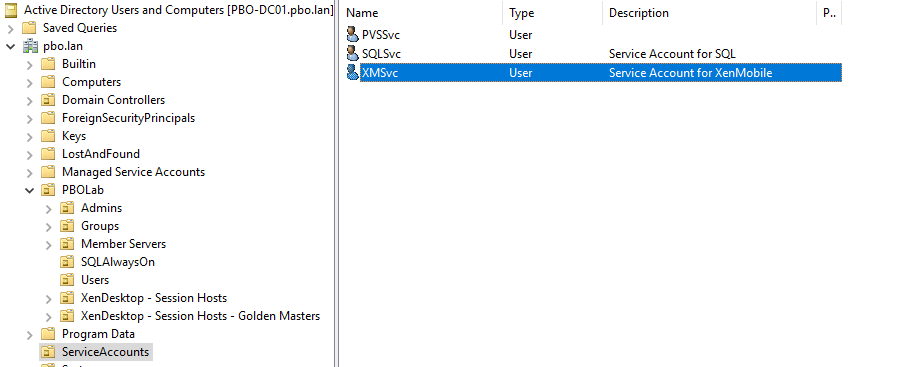 Active Directory Users and Computers [PBO-DC01.pbo.lan]
Saved Queries
pbo.lan
Builtin
Computers
Domain Controllers
ForeignSecurityPrincipals
Keys
LostAndFound
Managed Service Accounts
PBOLab
Admins
Groups
Member Servers
SQLAlwaysOn
Users
XenDesktop - Session Hosts
XenDesktop - Session Hosts - Golden Masters
Program Data
ServiceAccounts
Name Type Description P..
PVSSvc User
SQLSvc User Service Account for SQL
XMSvc User Service Account for XenMobile